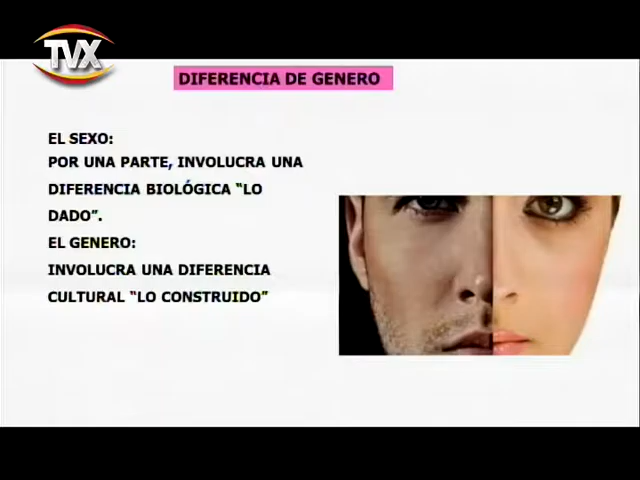 TVX
DIFERENCIA DE GENERO
EL SEXO:
POR UNA PARTE, INVOLUCRA UNA
DIFERENCIA BIOLÓGICA “LO
DADO”.
EL GENERO:
INVOLUCRA UNA DIFERENCIA
CULTURAL “LO CONSTRUIDO”